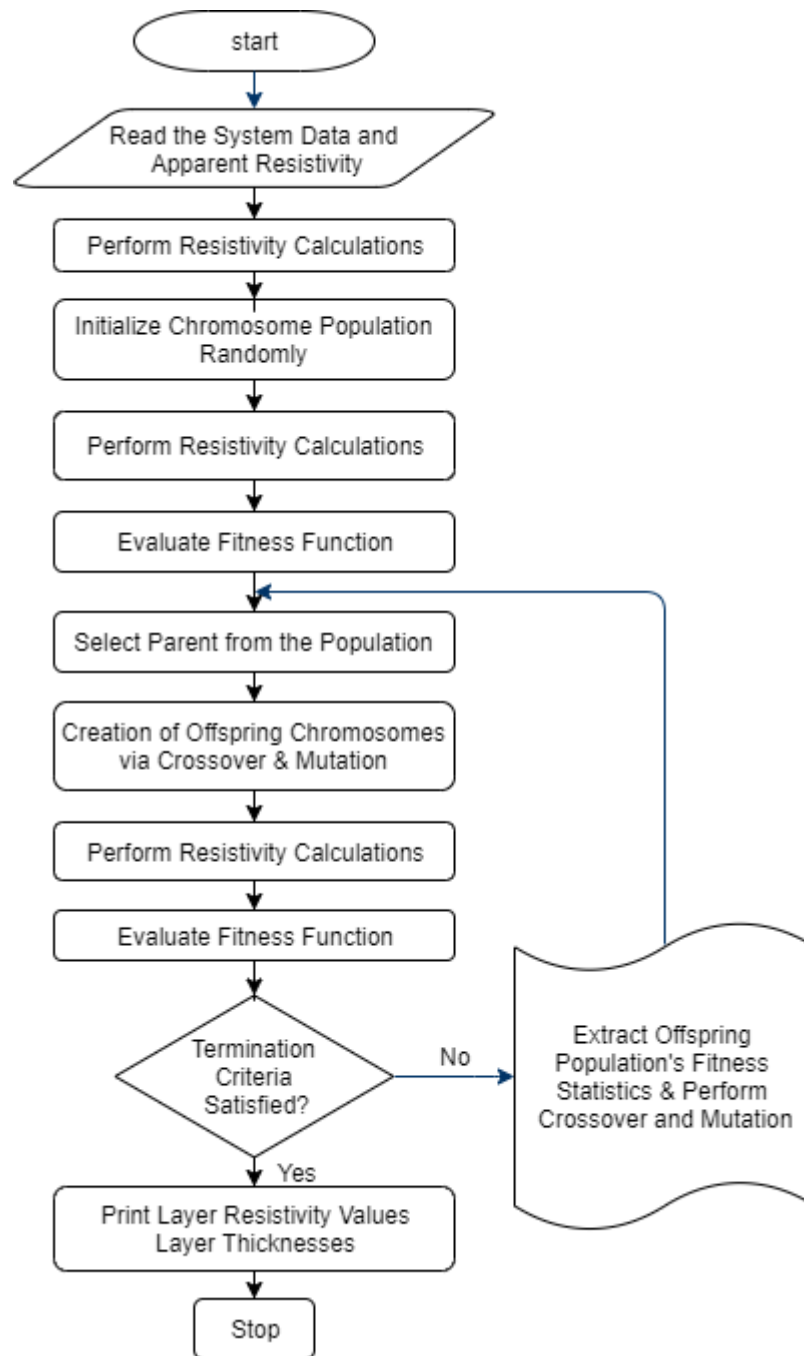 start
Read the System Data and
Apparent Resistivity
Perform Resistivity Calculations
Initialize Chromosome Population
Randomly
Perform Resistivity Calculations
Evaluate Fitness Function
Select Parent from the Population
Creation of Offspring Chromosomes
via Crossover & Mutation
Perform Resistivity Calculations
Evaluate Fitness Function
Termination
Criteria
Satisfied?
No
Extract Offspring
Population's Fitness
Statistics & Perform
Crossover and Mutation
Yes
Print Layer Resistivity Values
Layer Thicknesses
Stop